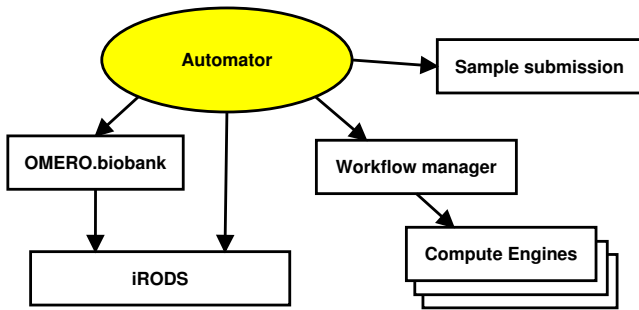 Automator
Sample submission
OMERO.biobank
Workflow manager
Compute Engines
iRODS